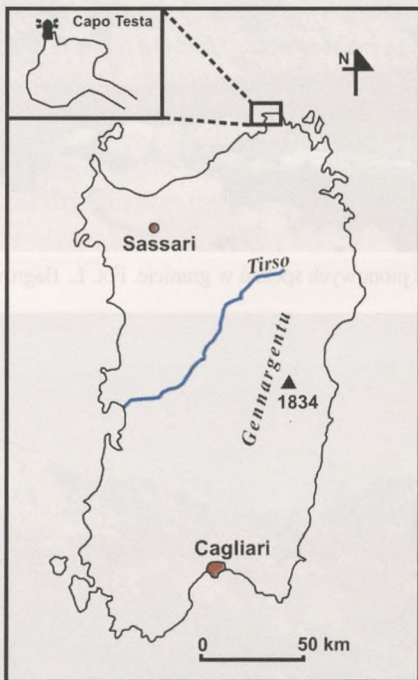 Capo Testa
N
Sassari
Tirso
Gennargentu
1834
Cagliari
0 50 km